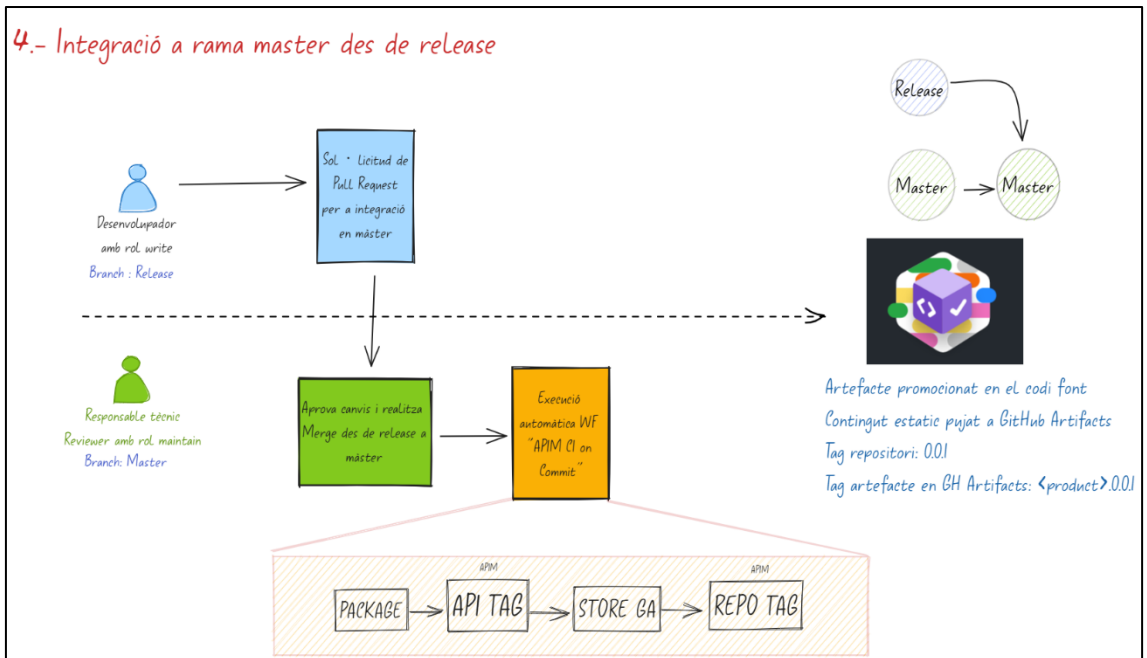 4.- Integració a rama master des de release
Release
Master
Master
Sol · Licitud de
Pull Request
per a integració
en màster
Desenvolupador
amb rol write
Branch : Release
Responsable tècnic
Reviewer amb rol maintain
Branch: Master
Aprova canvis i realitza
Merge des de release a
màster
Execució
automàtica WF
"APIM CI on
Commit"
Artefacte promocionat en el codi font
Contingut estatic pujat a GitHub Artifacts
Tag repositori: 0.0.1
Tag artefacte en GH Artifacts: <product>.0.0.1
PACKAGE
APIM
API TAG
STORE GA
APIM
REPO TAG